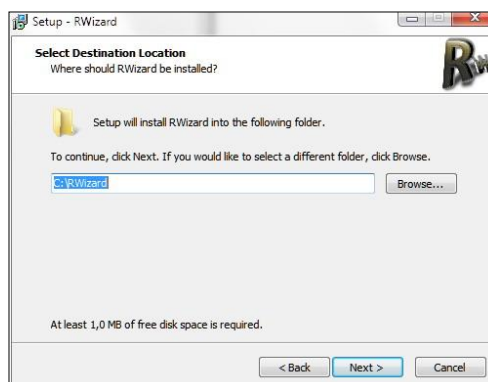 Setup - RWizard
Select Destination Location
Where should RWizard be installed?
Setup will install RWizard into the following folder.
To continue, click Next. If you would like to select a different folder, click Browse.
C:\RWizard
Browse...
At least 1,0 MB of free disk space is required.
< Back
Next >
Cancel